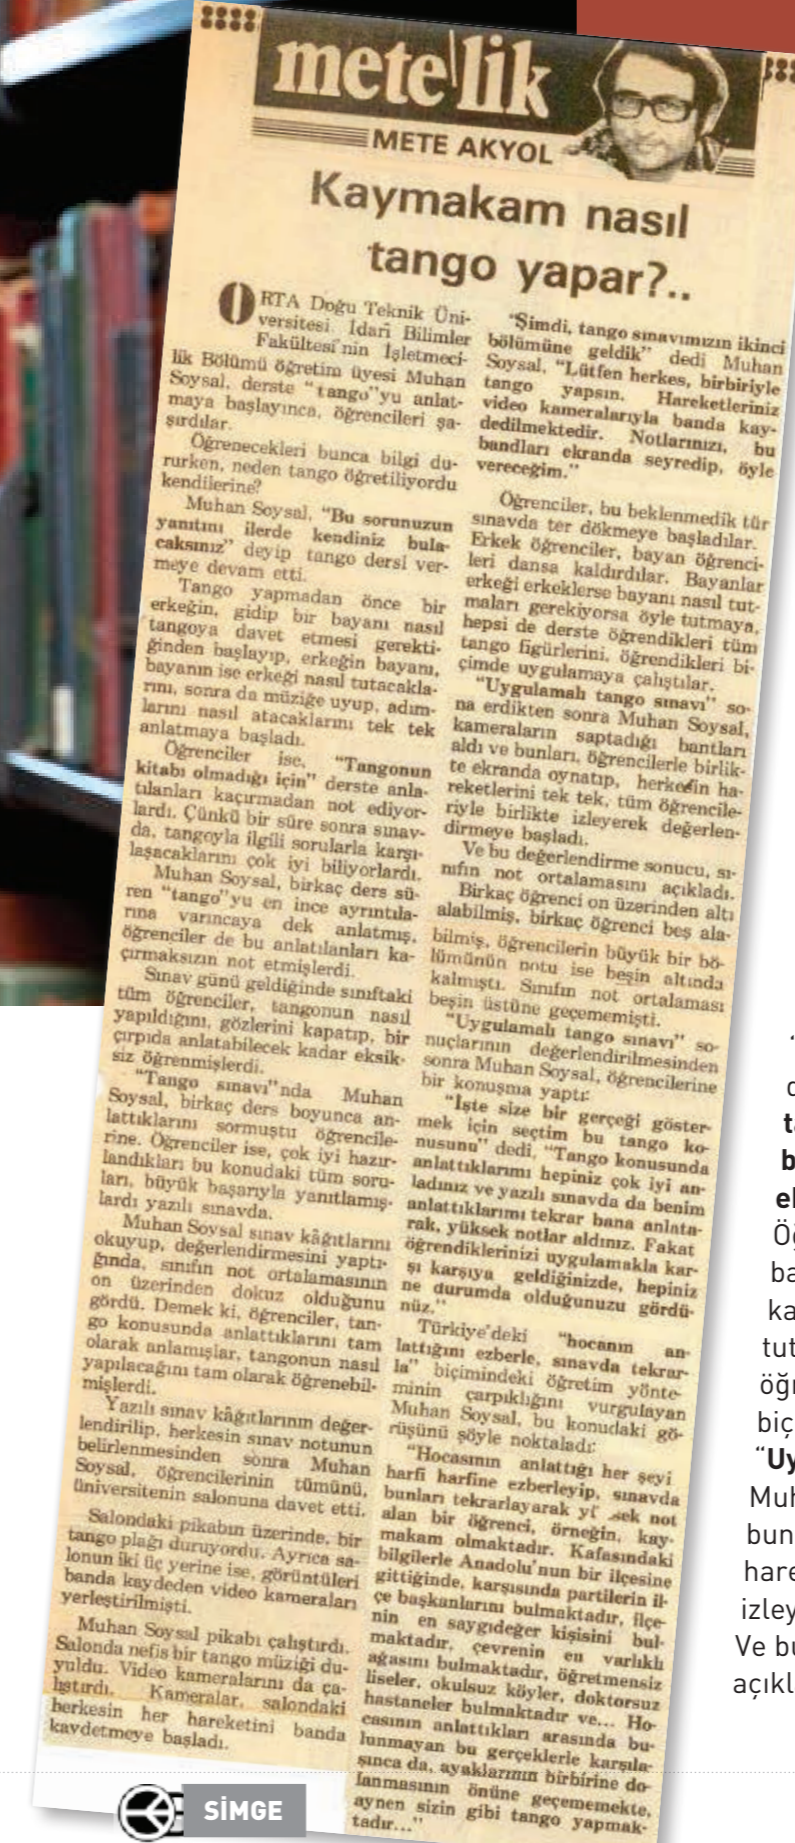 mete'lik
METE AKYOL
Kaymakam nasıl
tango yapar?..
ORTA Doğu Teknik Üni-
versitesi İdari Bilimler
Fakültesi'nin İşletmeci-
lik Bölümü öğretim üyesi Muhan
Soysal, derste "tango"yu anlat-
maya başlayınca, öğrencileri şa-
şırdılar.
Öğrenecekleri bunca bilgi du-
rurken, neden tango öğretiliyordu
kendilerine?
Muhan Soysal, "Bu sorunuzun
yanıtını ilerde kendiniz bula-
caksınız" deyip tango dersi ver-
meye devam etti.
Tango yapmadan önce bir
erkeğin, gidip bir bayanı nasıl
tangoya davet etmesi gerekti-
ğinden başlayıp, erkeğin bayanı,
bayanın ise erkeği nasıl tutacakla-
rını, sonra da müziğe uyup, adım-
larını nasıl atacaklarını tek tek
anlatmaya başladı.
Öğrenciler ise, "Tangonun
kitabı olmadığı için" derste anla-
tılanları kaçırmadan not ediyor-
lardı. Çünkü bir süre sonra sınav-
da, tangoyla ilgili sorularla karşı-
laşacaklarını çok iyi biliyorlardı.
Muhan Soysal, birkaç ders sü-
ren "tango"yu en ince ayrıntıla-
rına varıncaya dek anlatmış,
öğrenciler de bu anlatılanları ka-
çırmaksızın not etmişlerdi.
Sınav günü geldiğinde sınıftaki
tüm öğrenciler, tangonun nasıl
yapıldığını, gözlerini kapatıp, bir
çırpıda anlatabilecek kadar eksik-
siz öğrenmişlerdi.
"Tango sınavı"nda Muhan
Soysal, birkaç ders boyunca an-
lattıklarını sormuştu öğrencile-
rine. Öğrenciler ise, çok iyi hazır-
landıkları bu konudaki tüm soru-
ları, büyük başarıyla yanıtlamış-
lardı yazılı sınavda.
Muhan Soysal sınav kâğıtlarını
okuyup, değerlendirmesini yaptı-
ğında, sınıfın not ortalamasının
on üzerinden dokuz olduğunu
gördü. Demek ki, öğrenciler, tan-
go konusunda anlattıklarını tam
olarak anlamışlar, tangonun nasıl
yapılacağını tam olarak öğrenebil-
mişlerdi.
Yazılı sınav kâğıtlarının değer-
lendirilip, herkesin sınav notunun
belirlenmesinden sonra Muhan
Soysal, öğrencilerinin tümünü,
üniversitenin salonuna davet etti.
Salondaki pikabın üzerinde, bir
tango plağı duruyordu. Ayrıca sa-
lonun iki üç yerine ise, görüntüleri
banda kaydeden video kameraları
yerleştirilmişti.
Muhan Soysal pikabı çalıştırdı.
Salonda nefis bir tango müziği du-
yuldu. Video kameralarını da ça-
lıştırdı. Kameralar, salondaki
herkesin her hareketini banda
kaydetmeye başladı.
"Şimdi, tango sınavımızın ikinci
bölümüne geldik" dedi Muhan
Soysal, "Lütfen herkes, birbiriyle
tango yapsın. Hareketleriniz
video kameralarıyla banda kay-
dedilmektedir. Notlarınızı, bu
bandları ekranda seyredip, öyle
vereceğim."
Öğrenciler, bu beklenmedik tür
sınavda ter dökmeye başladılar.
Erkek öğrenciler, bayan öğrenci-
leri dansa kaldırdılar. Bayanlar
erkeği erkeklerse bayanı nasıl tut-
maları gerekiyorsa öyle tutmaya,
hepsi de derste öğrendikleri tüm
tango figürlerini, öğrendikleri bi-
çimde uygulamaya çalıştılar.
"Uygulamalı tango sınavı" so-
na erdikten sonra Muhan Soysal,
kameraların saptadığı bantları
aldı ve bunları, öğrencilerle birlik-
te ekranda oynatıp, herkesin ha-
reketlerini tek tek, tüm öğrencile-
riyle birlikte izleyerek değerlen-
dirmeye başladı.
Ve bu değerlendirme sonucu, sı-
nıfın not ortalamasını açıkladı.
Birkaç öğrenci on üzerinden altı
alabilmiş, birkaç öğrenci beş ala-
bilmiş, öğrencilerin büyük bir bö-
lümünün notu ise beşin altında
kalmıştı. Sınıfın not ortalaması
beşin üstüne geçememişti.
"Uygulamalı tango sınavı" so-
nuçlarının değerlendirilmesinden
sonra Muhan Soysal, öğrencilerine
bir konuşma yaptı:
"İşte size bir gerçeği göster-
mek için seçtim bu tango ko-
nusunu" dedi, "Tango konusunda
anlattıklarımı hepiniz çok iyi an-
ladınız ve yazılı sınavda da benim
anlattıklarımı tekrar bana anlata-
rak, yüksek notlar aldınız. Fakat
öğrendiklerinizi uygulamakla kar-
şı karşıya geldiğinizde, hepiniz
ne durumda olduğunuzu gördü-
nüz."
Türkiye'deki "hocanın an-
lattığını ezberle, sınavda tekrar-
la" biçimindeki öğretim yönte-
minin çarpıklığını vurgulayan
Muhan Soysal, bu konudaki gö-
rüşünü şöyle noktaladı:
"Hocasının anlattığı her şeyi
harfi harfine ezberleyip, sınavda
bunları tekrarlayarak not
alan bir öğrenci, örneğin, kay-
makam olmaktadır. Kafasındaki
bilgilerle Anadolu'nun bir ilçesine
gittiğinde, karşısında partilerin il-
çe başkanlarını bulmaktadır, ilçe-
nin en saygıdeğer kişisini bul-
maktadır, çevrenin en varlıklı
ağasını bulmaktadır, öğretmensiz
liseler, okulsuz köyler, doktorsuz
hastaneler bulmaktadır ve... Ho-
casının anlattıkları arasında bu-
lunmayan bu gerçeklerle karşıla-
şınca da, ayaklarının birbirine do-
lanmasının önüne geçememekte,
aynen sizin gibi tango yapmak-
tadır..."
Muh
bun
hare
izley
Ve bu
açıkl
SİMGE